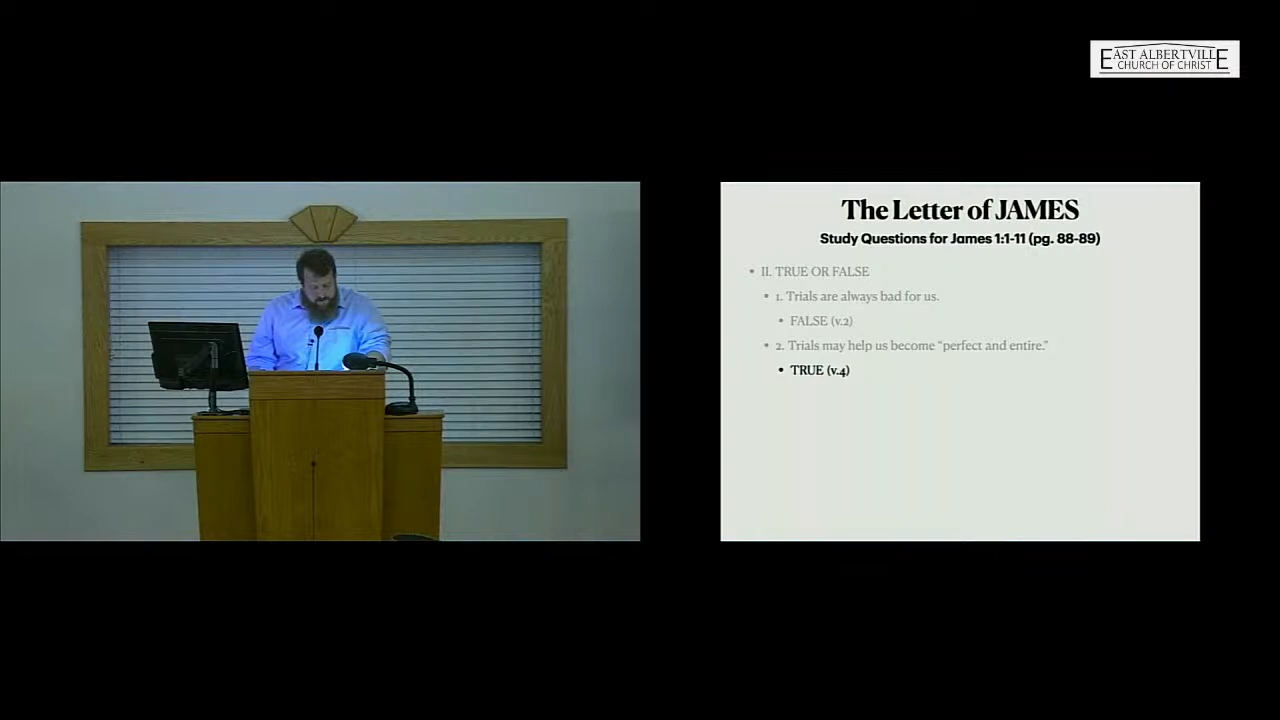 EAST ALBERTVILLE
CHURCH OF CHRIST
The Letter of JAMES
Study Questions for James 1:1-11 (pg. 88-89)
• II. TRUE OR FALSE
• 1. Trials are always bad for us.
• FALSE (v.2)
• 2. Trials may help us become “perfect and entire.”
• TRUE (v.4)